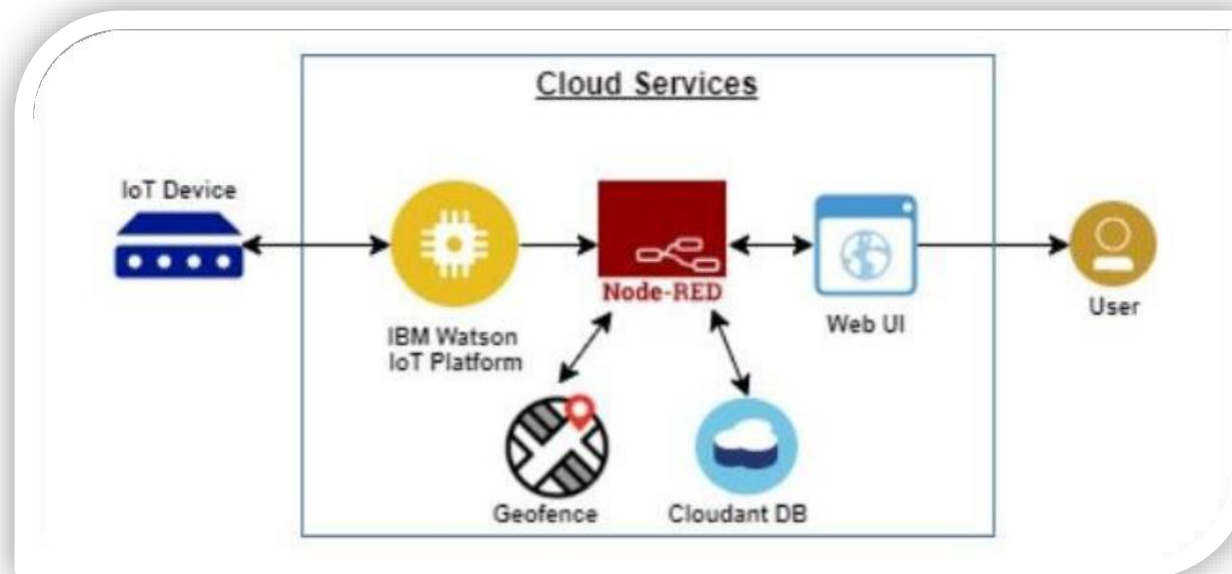 Cloud Services
IoT Device
Node-RED
IBM Watson
IoT Platform
Web UI
User
Geofence
Cloudant DB